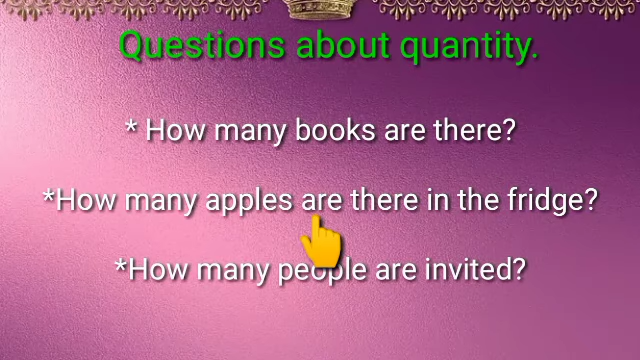 Questions about quantity.
* How many books are there?
*How many apples are there in the fridge?
*How many people are invited?